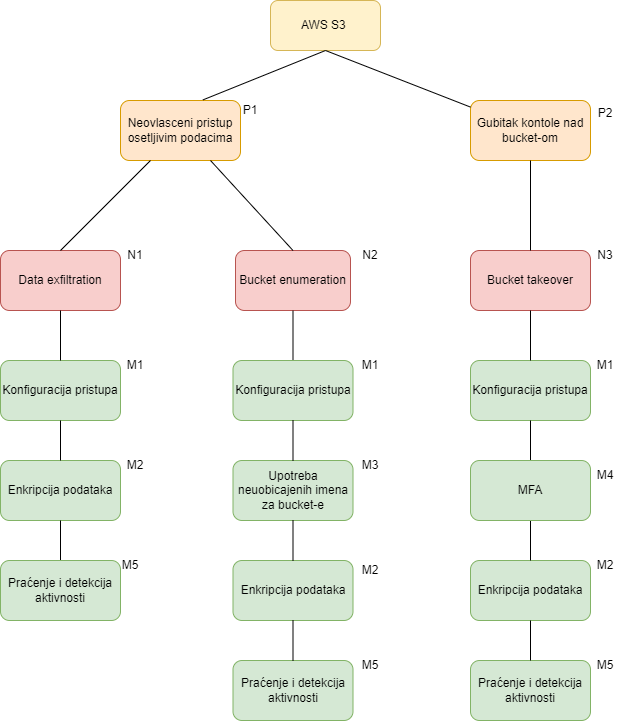 AWS S3
Neovlasceni pristup
osetljivim podacima
P1
Gubitak kontole nad
bucket-om
P2
Data exfiltration
N1
Bucket enumeration
N2
Bucket takeover
N3
Konfiguracija pristupa
M1
Konfiguracija pristupa
M1
Konfiguracija pristupa
M1
Enkripcija podataka
M2
Upotreba
neuobicajenih imena
za bucket-e
M3
MFA
M4
Praćenje i detekcija
aktivnosti
M5
Enkripcija podataka
M2
Enkripcija podataka
M2
Praćenje i detekcija
aktivnosti
M5
Praćenje i detekcija
aktivnosti
M5